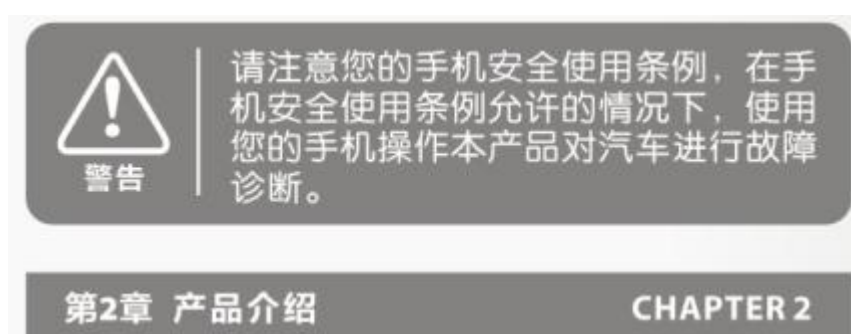 请注意您的手机安全使用条例，在手
机安全使用条例允许的情况下，使用
您的手机操作本产品对汽车进行故障
诊断。
警告
第2章 产品介绍 CHAPTER 2